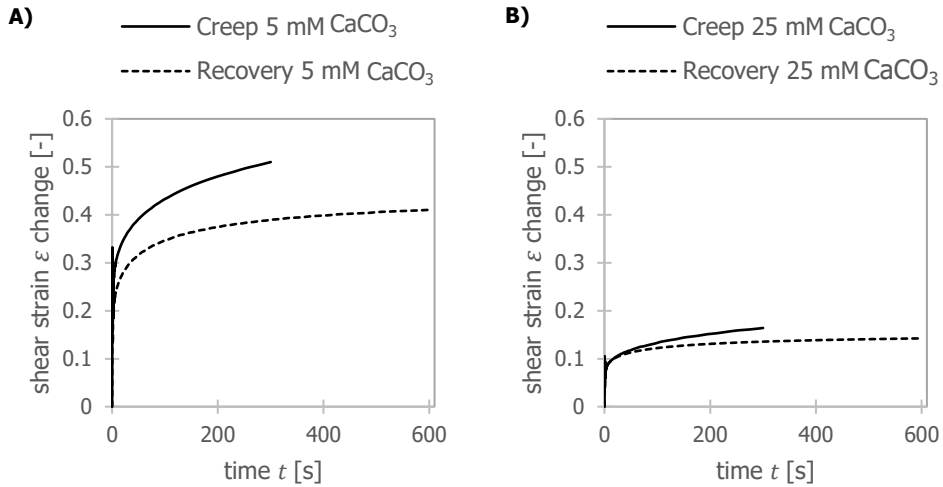 A)
Creep 5 mM CaCO₃
Recovery 5 mM CaCO₃
shear strain ε change [-]
0.6
0.5
0.4
0.3
0.2
0.1
0
0 200 400 600
time t [s]
B)
Creep 25 mM CaCO₃
Recovery 25 mM CaCO₃
shear strain ε change [-]
0.6
0.5
0.4
0.3
0.2
0.1
0
0 200 400 600
time t [s]